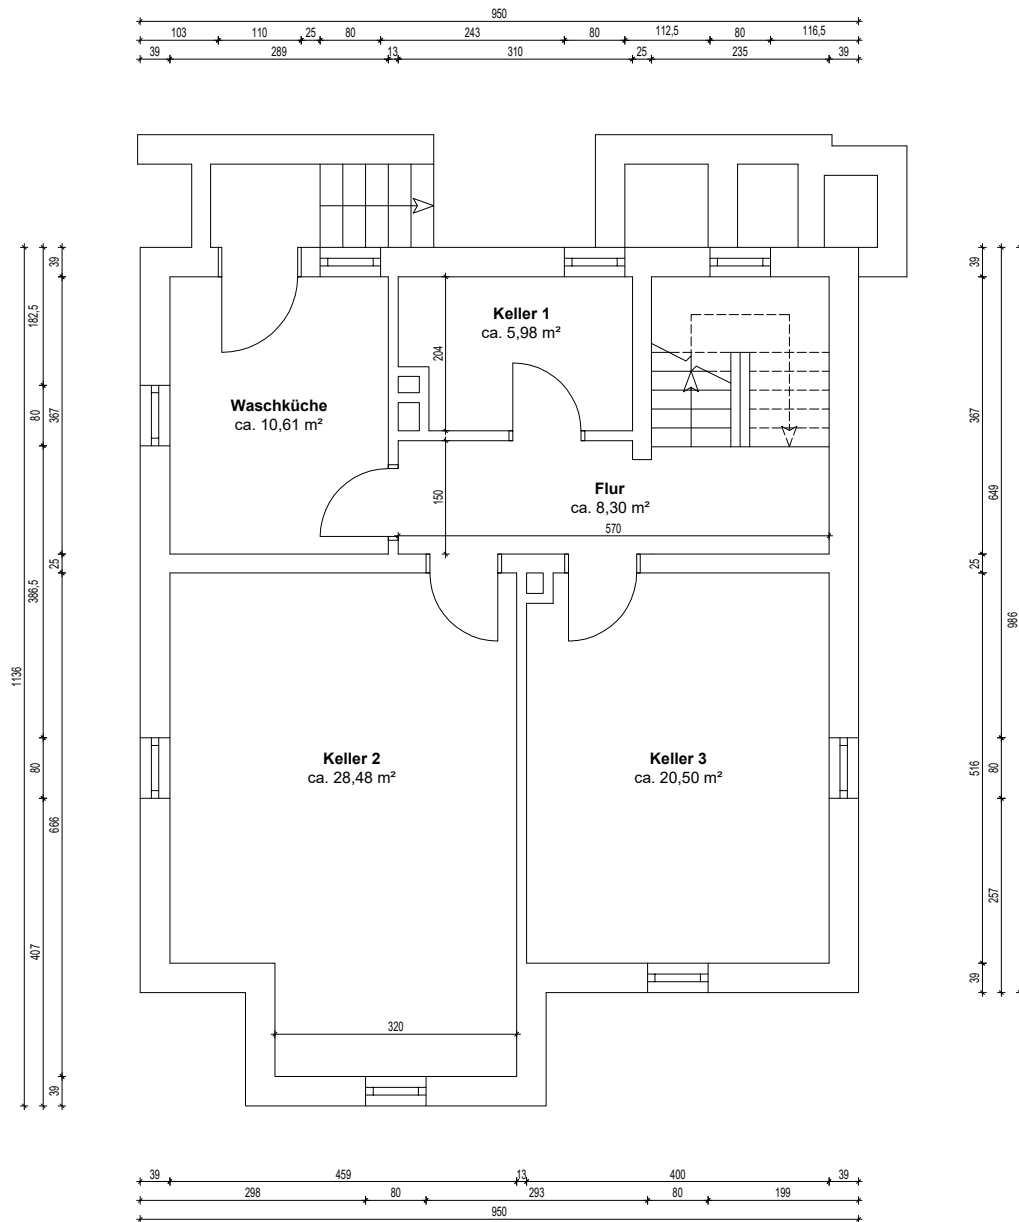 950
103 110 25 80 243 80 112,5 80 116,5
39 289 13 310 25 235 39
Keller 1
ca. 5,98 m²
204
Waschküche
ca. 10,61 m²
Flur
ca. 8,30 m²
150
570
Keller 2
ca. 28,48 m²
Keller 3
ca. 20,50 m²
320
1136
182,5 80 386,5 80 407
39 367 25 666 39
39 367 25 516 39
649 80 257
986
39 459 13 400 39
298 80 293 80 199
950